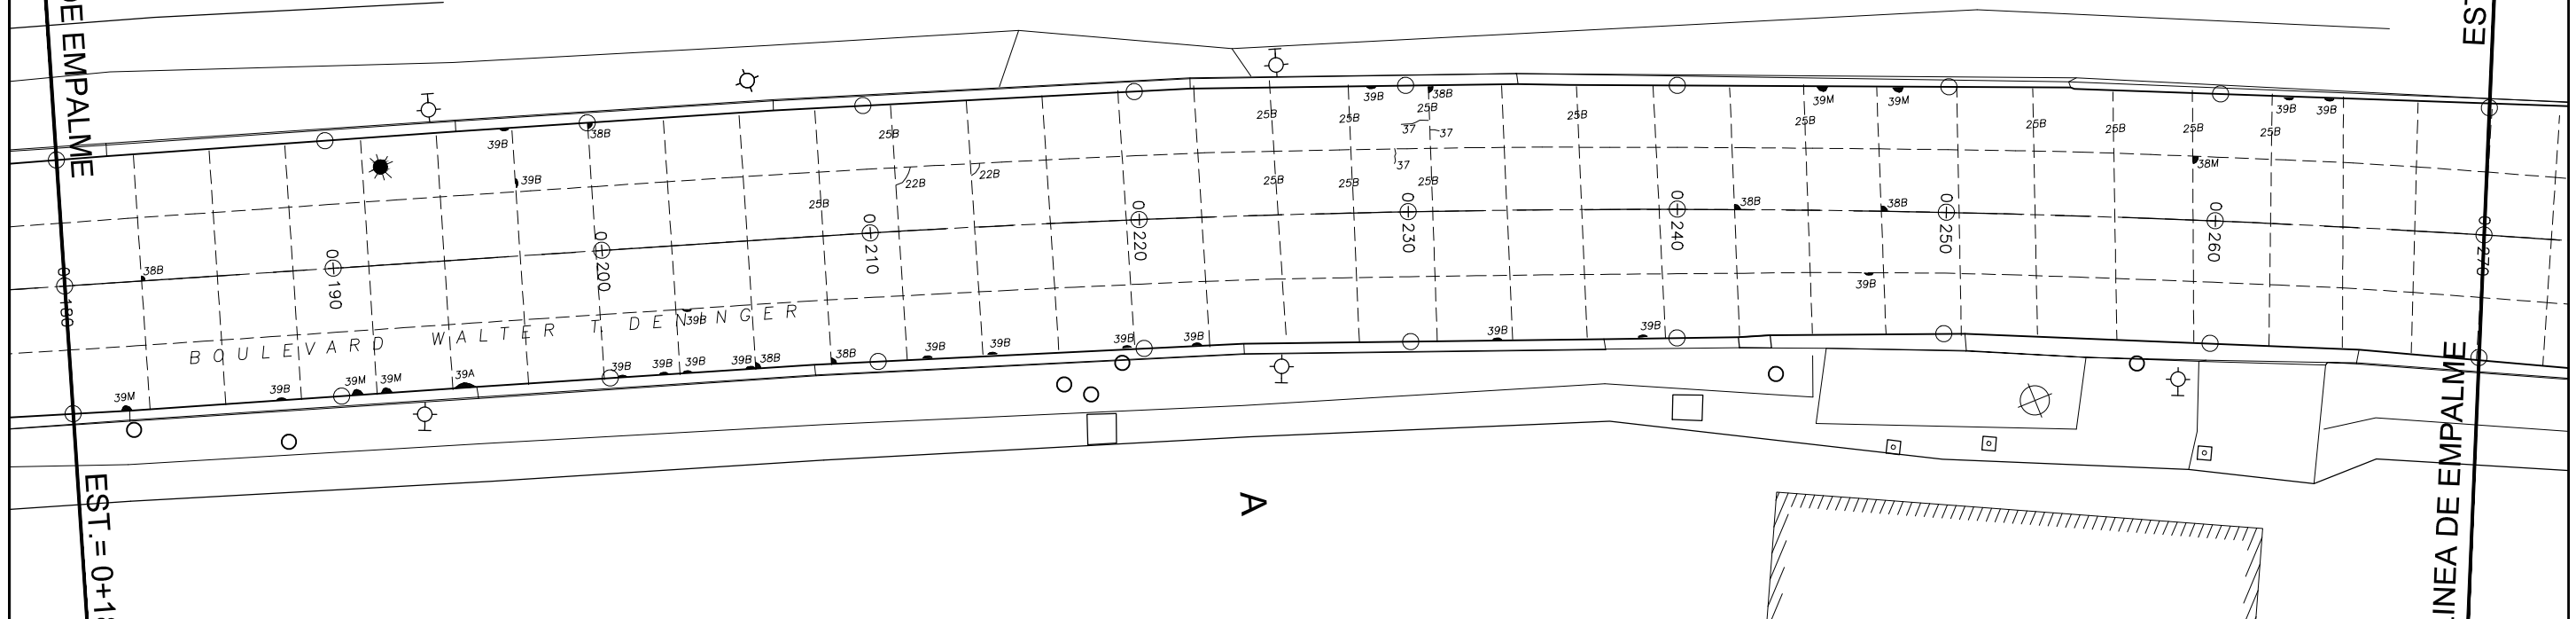 DE EMPALME
EST
39B
38B
25B
39B
38B
25B
25B
25B
37
37
25B
39M
39M
25B
25B
25B
25B
39B
39B
25B
39B
39B
22B
22B
37
38M
25B
25B
25B
25B
38B
38B
38B
0+180
0+190
0+200
0+210
0+220
0+230
0+240
0+250
0+260
0+270
39B
39B
BOULEVARD WALTER T. DENINGER
39M
39B
39M
39M
39A
39B
39B
39B
39B
38B
38B
39B
39B
39B
39B
39B
39B
EST.= 0+18
A
LINEA DE EMPALME